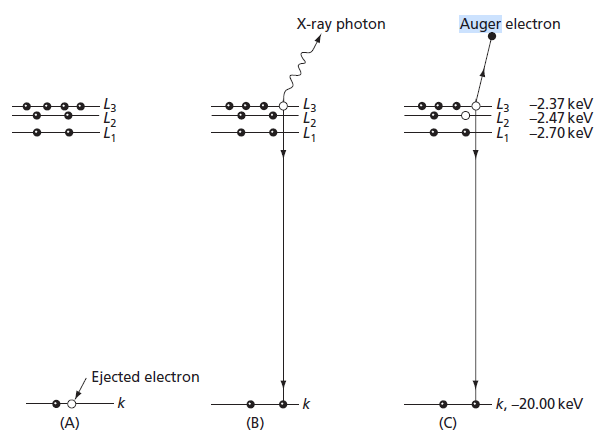 X-ray photon
Auger electron
L3
L2
L1
L3
L2
L1
L3 –2.37 keV
L2 –2.47 keV
L1 –2.70 keV
Ejected electron
k
k
k, –20.00 keV
(A)
(B)
(C)